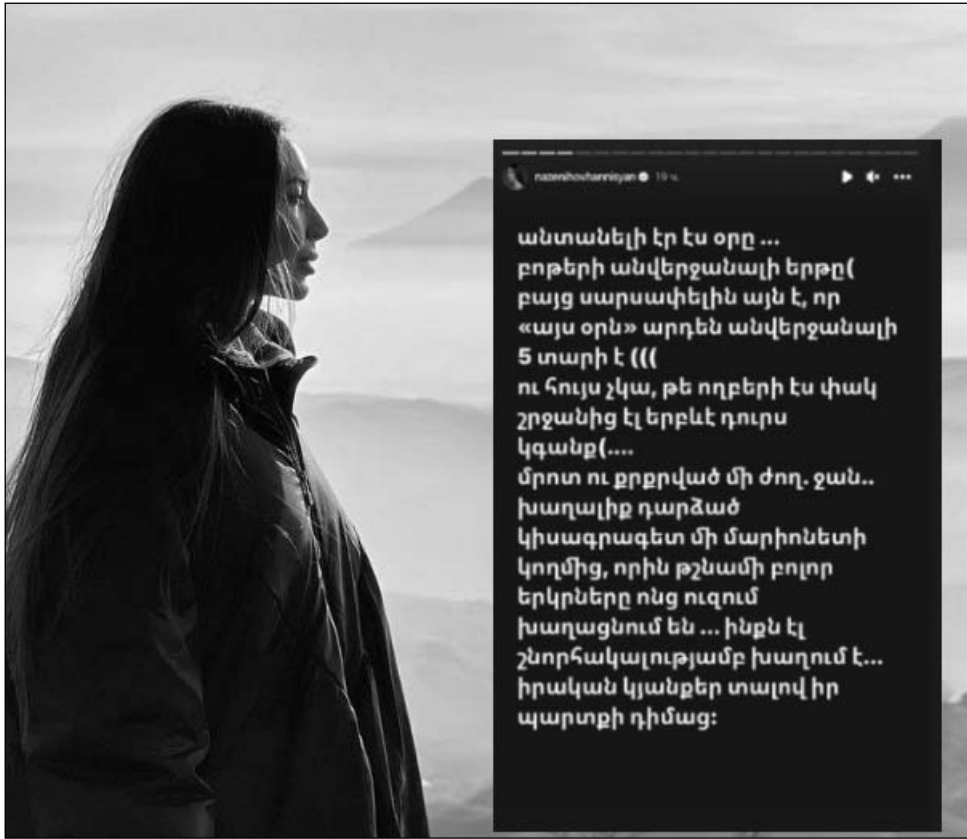 nazenihovhannisyan 19 ч.
անտանելի էր էս օրը ...
բոթերի անվերջանալի երթը(
բայց սարսափելին այն է, որ
«այս օրն» արդեն անվերջանալի
5 տարի է (((
ու հույս չկա, թե ողբերի էս փակ
շրջանից էլ երբևէ դուրս
կգանք(....
մրոտ ու քրքրված մի ժող. ջան..
խաղալիք դարձած
կիսագրագետ մի մարիոնետի
կողմից, որին թշնամի բոլոր
երկրները ոնց ուզում
խաղացնում են ... ինքն էլ
շնորհակալությամբ խաղում է...
իրական կյանքեր տալով իր
պարտքի դիմաց: